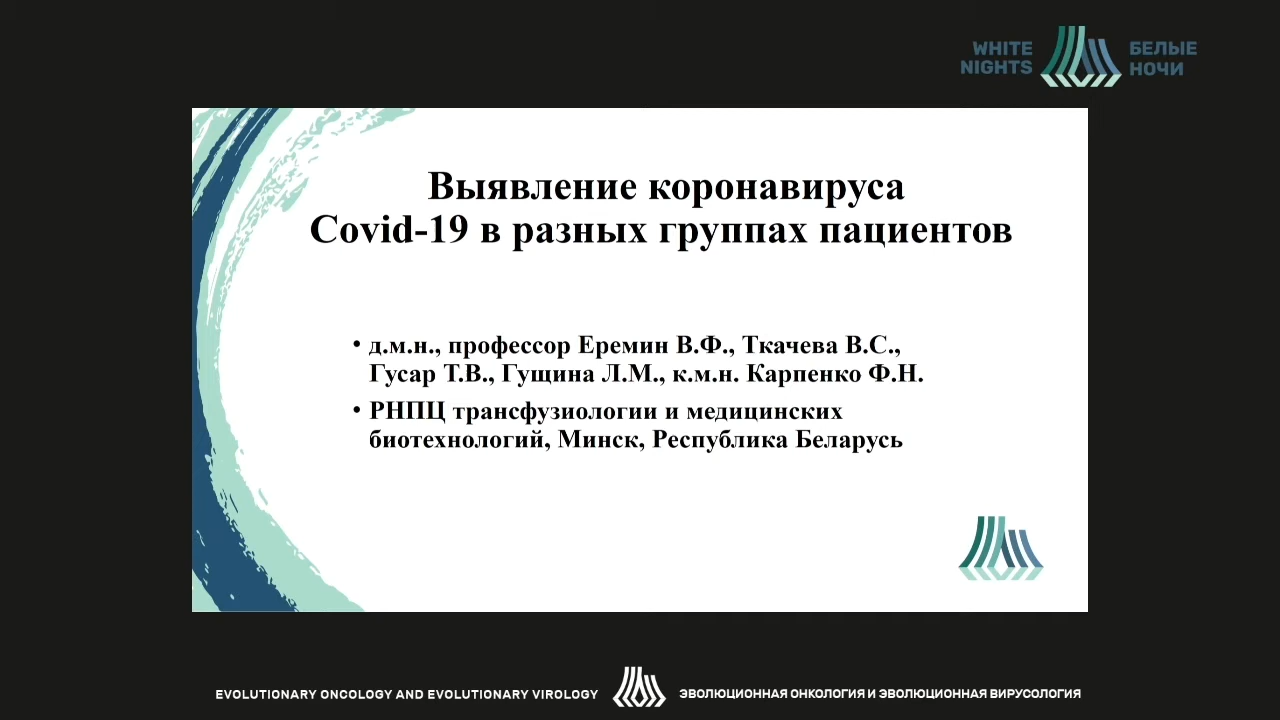 WHITE NIGHTS
БЕЛЫЕ НОЧИ
Выявление коронавируса
Covid-19 в разных группах пациентов
• д.м.н., профессор Еремин В.Ф., Ткачева В.С.,
Гусар Т.В., Гущина Л.М., к.м.н. Карпенко Ф.Н.
• РНПЦ трансфузиологии и медицинских
биотехнологий, Минск, Республика Беларусь
EVOLUTIONARY ONCOLOGY AND EVOLUTIONARY VIROLOGY
ЭВОЛЮЦИОННАЯ ОНКОЛОГИЯ И ЭВОЛЮЦИОННАЯ ВИРУСОЛОГИЯ